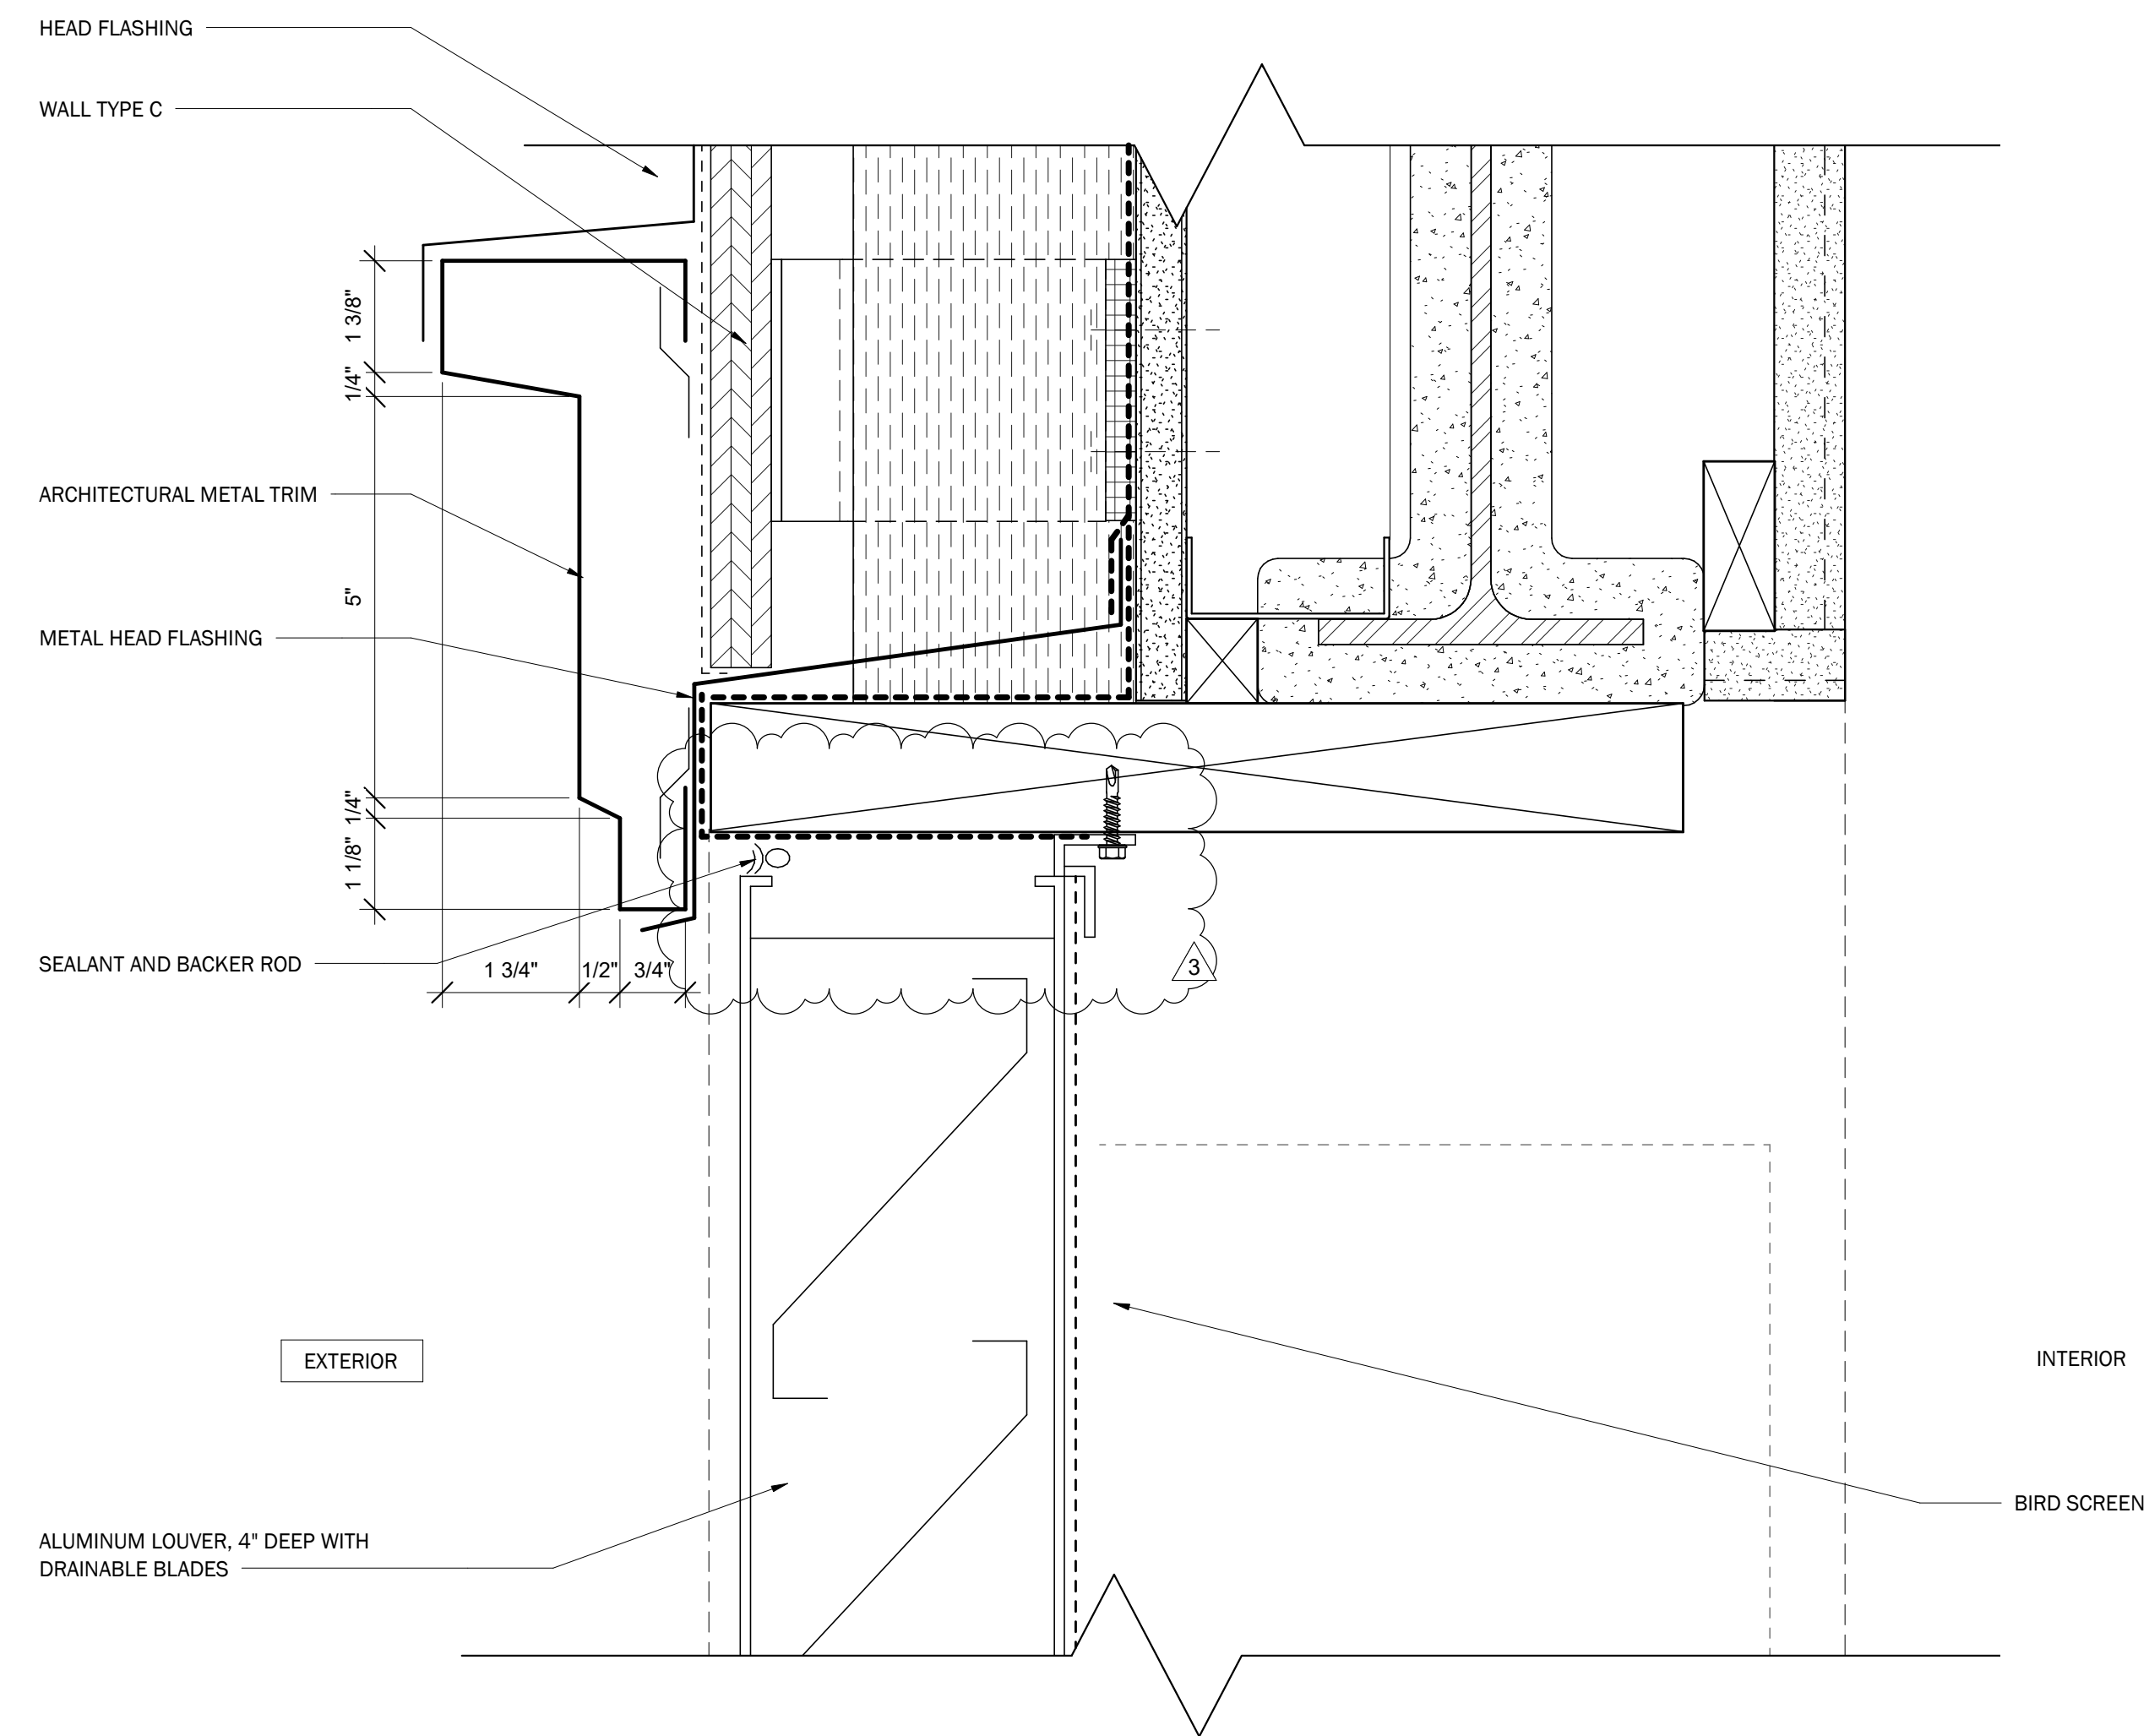 HEAD FLASHING
WALL TYPE C
1 3/8"
1/4"
ARCHITECTURAL METAL TRIM
5"
METAL HEAD FLASHING
1/4"
1 1/8"
SEALANT AND BACKER ROD
1 3/4"
1/2"
3/4"
3
EXTERIOR
INTERIOR
BIRD SCREEN
ALUMINUM LOUVER, 4" DEEP WITH
DRAINABLE BLADES